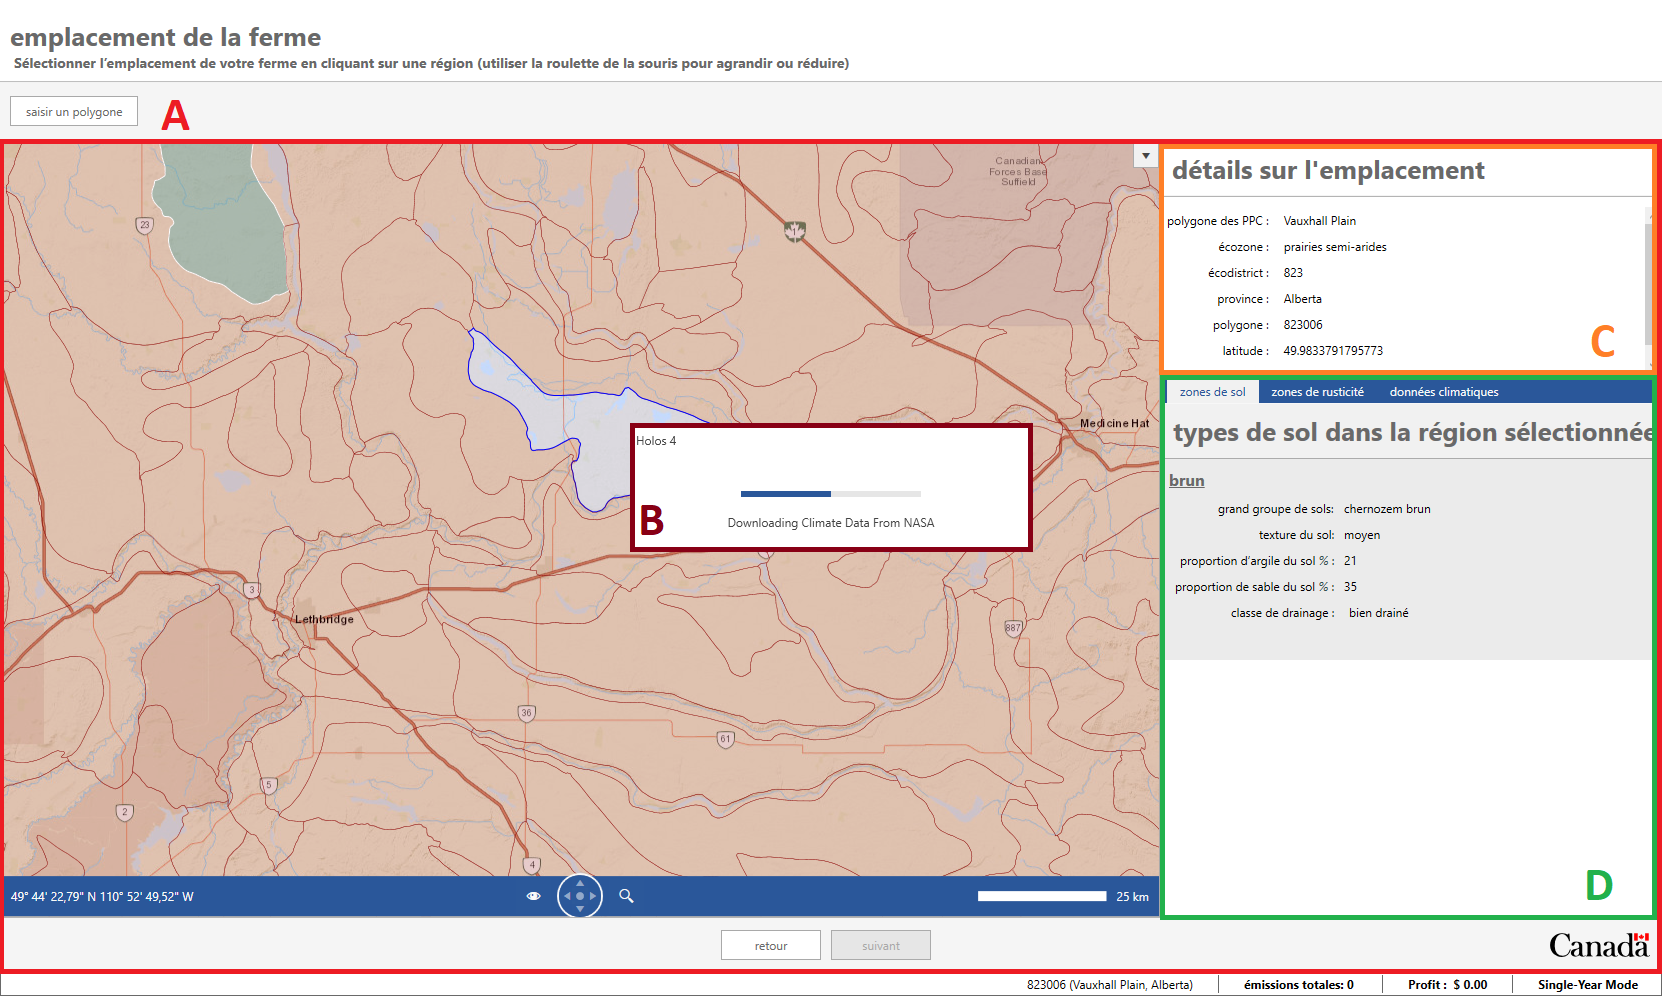 emplacement de la ferme
Sélectionner l’emplacement de votre ferme en cliquant sur une région (utiliser la roulette de la souris pour agrandir ou réduire)
saisir un polygone
A
Canadian
Forces Base
Suffield
23
1
Medicine Hat
Lethbridge
3
887
36
61
5
2
4
Holos 4
Downloading Climate Data From NASA
B
détails sur l'emplacement
polygone des PPC : Vauxhall Plain
écozone : prairies semi-arides
écodistrict : 823
province : Alberta
polygone : 823006
latitude : 49.9833791795773
C
zones de sol zones de rusticité données climatiques
types de sol dans la région sélectionnée
brun
grand groupe de sols: chernozem brun
texture du sol: moyen
proportion d’argile du sol % : 21
proportion de sable du sol % : 35
classe de drainage : bien drainé
D
49° 44' 22,79" N 110° 52' 49,52" W
25 km
retour suivant
Canada
823006 (Vauxhall Plain, Alberta) émissions totales: 0 Profit : $ 0.00 Single-Year Mode